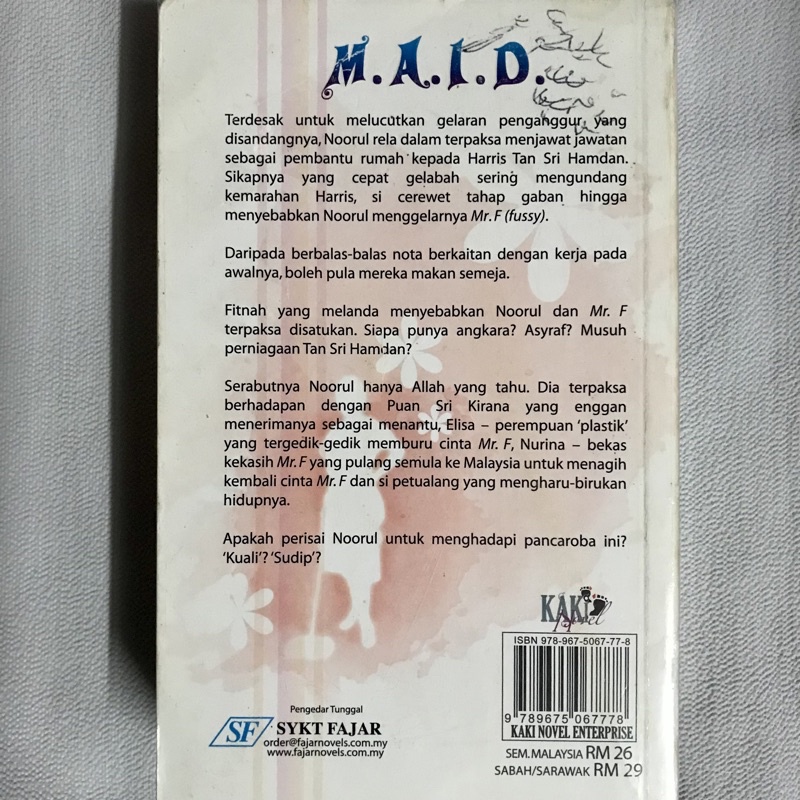 M.A.I.D.
Terdesak untuk melucutkan gelaran penganggur yang
disandangnya, Noorul rela dalam terpaksa menjawat jawatan
sebagai pembantu rumah kepada Harris Tan Sri Hamdan.
Sikapnya yang cepat gelabah sering mengundang
kemarahan Harris, si cerewet tahap gaban hingga
menyebabkan Noorul menggelarnya Mr. F (fussy).
Daripada berbalas-balas nota berkaitan dengan kerja pada
awalnya, boleh pula mereka makan semeja.
Fitnah yang melanda menyebabkan Noorul dan Mr. F
terpaksa disatukan. Siapa punya angkara? Asyraf? Musuh
perniagaan Tan Sri Hamdan?
Serabutnya Noorul hanya Allah yang tahu. Dia terpaksa
berhadapan dengan Puan Sri Kirana yang enggan
menerimanya sebagai menantu, Elisa – perempuan ‘plastik’
yang tergedik-gedik memburu cinta Mr. F, Nurina – bekas
kekasih Mr. F yang pulang semula ke Malaysia untuk menagih
kembali cinta Mr. F dan si petualang yang mengharu-birukan
hidupnya.
Apakah perisai Noorul untuk menghadapi pancaroba ini?
‘Kuali’? ‘Sudip’?
KAKI
novel
ISBN 978-967-5067-77-8
9 789675 067778
KAKI NOVEL ENTERPRISE
SEM. MALAYSIA RM 26
SABAH/SARAWAK RM 29
Pengedar Tunggal
SF SYKT FAJAR
order@fajarnovels.com.my
www.fajarnovels.com.my